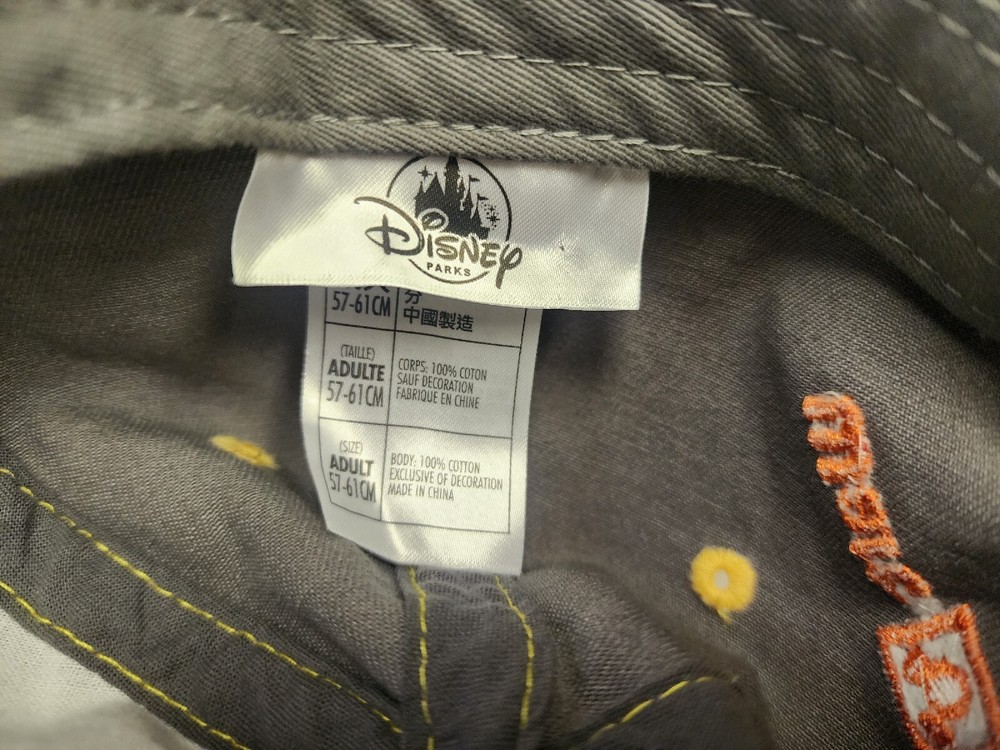 Disney
PARKS
57-61CM
份
中國製造
(TAILLE)
ADULTE
57-61CM
CORPS: 100% COTON
SAUF DECORATION
FABRIQUE EN CHINE
(SIZE)
ADULT
57-61CM
BODY: 100% COTTON
EXCLUSIVE OF DECORATION
MADE IN CHINA